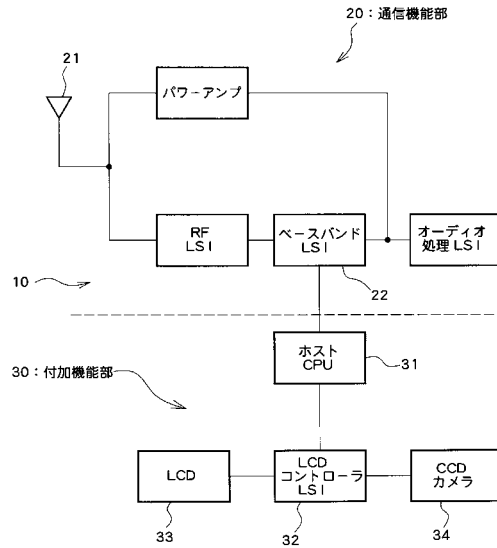 20：通信機能部
21
パワーアンプ
RF
LSI
ベースバンド
LSI
オーディオ
処理 LSI
10
22
ホスト
CPU
31
30：付加機能部
LCD
LCD
コントローラ
LSI
CCD
カメラ
33
32
34